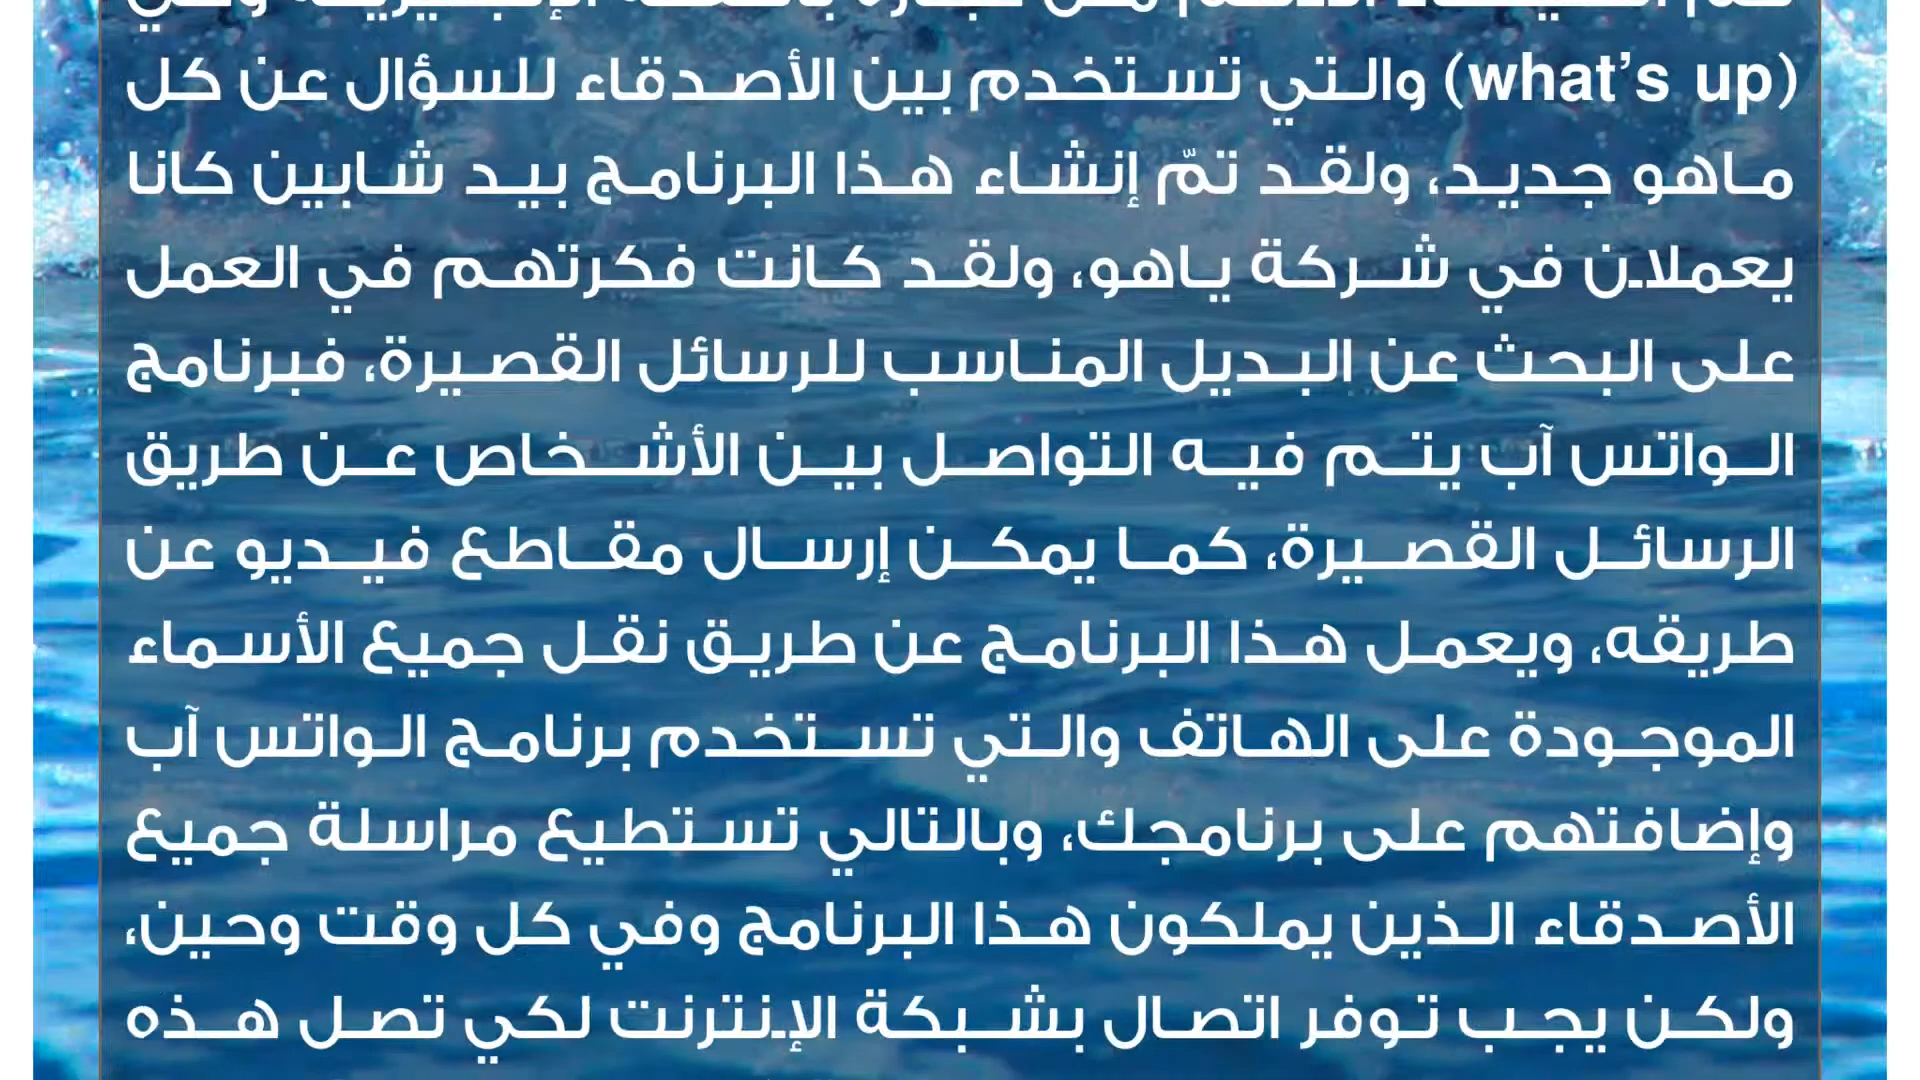 (what’s up) والتي تستخدم بين الأصدقاء للسؤال عن كل
ماهو جديد، ولقد تمّ إنشاء هذا البرنامج بيد شابين كانا
يعملان في شركة ياهو، ولقد كانت فكرتهم في العمل
على البحث عن البديل المناسب للرسائل القصيرة، فبرنامج
الواتس آب يتم فيه التواصل بين الأشخاص عن طريق
الرسائل القصيرة، كما يمكن إرسال مقاطع فيديو عن
طريقه، ويعمل هذا البرنامج عن طريق نقل جميع الأسماء
الموجودة على الهاتف والتي تستخدم برنامج الواتس آب
وإضافتهم على برنامجك، وبالتالي تستطيع مراسلة جميع
الأصدقاء الذين يملكون هذا البرنامج وفي كل وقت وحين،
ولكن يجب توفر اتصال بشبكة الإنترنت لكي تصل هذه